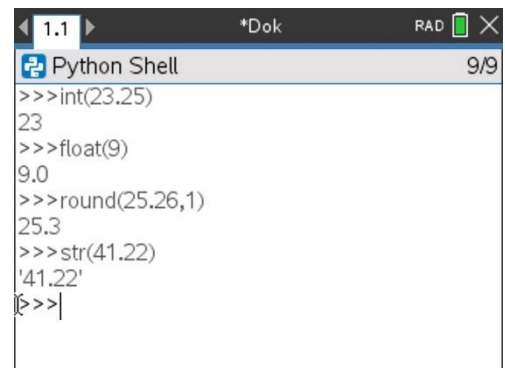 1.1 *Dok RAD
Python Shell 9/9
>>>int(23.25)
23
>>>float(9)
9.0
>>>round(25.26,1)
25.3
>>>str(41.22)
'41.22'
>>>